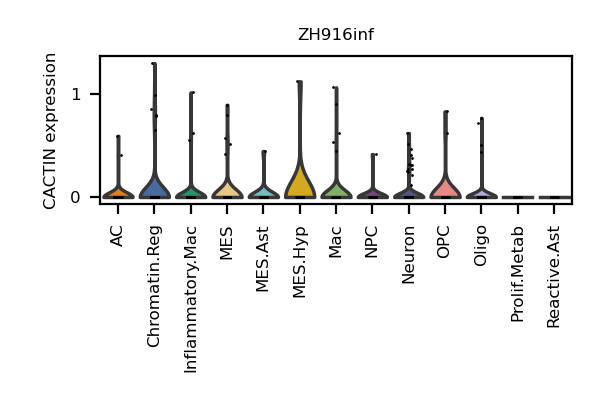 ZH916inf
CACTIN expression
1
0
AC
Chromatin.Reg
Inflammatory.Mac
MES
MES.Ast
MES.Hyp
Mac
NPC
Neuron
OPC
Oligo
Prolif.Metab
Reactive.Ast